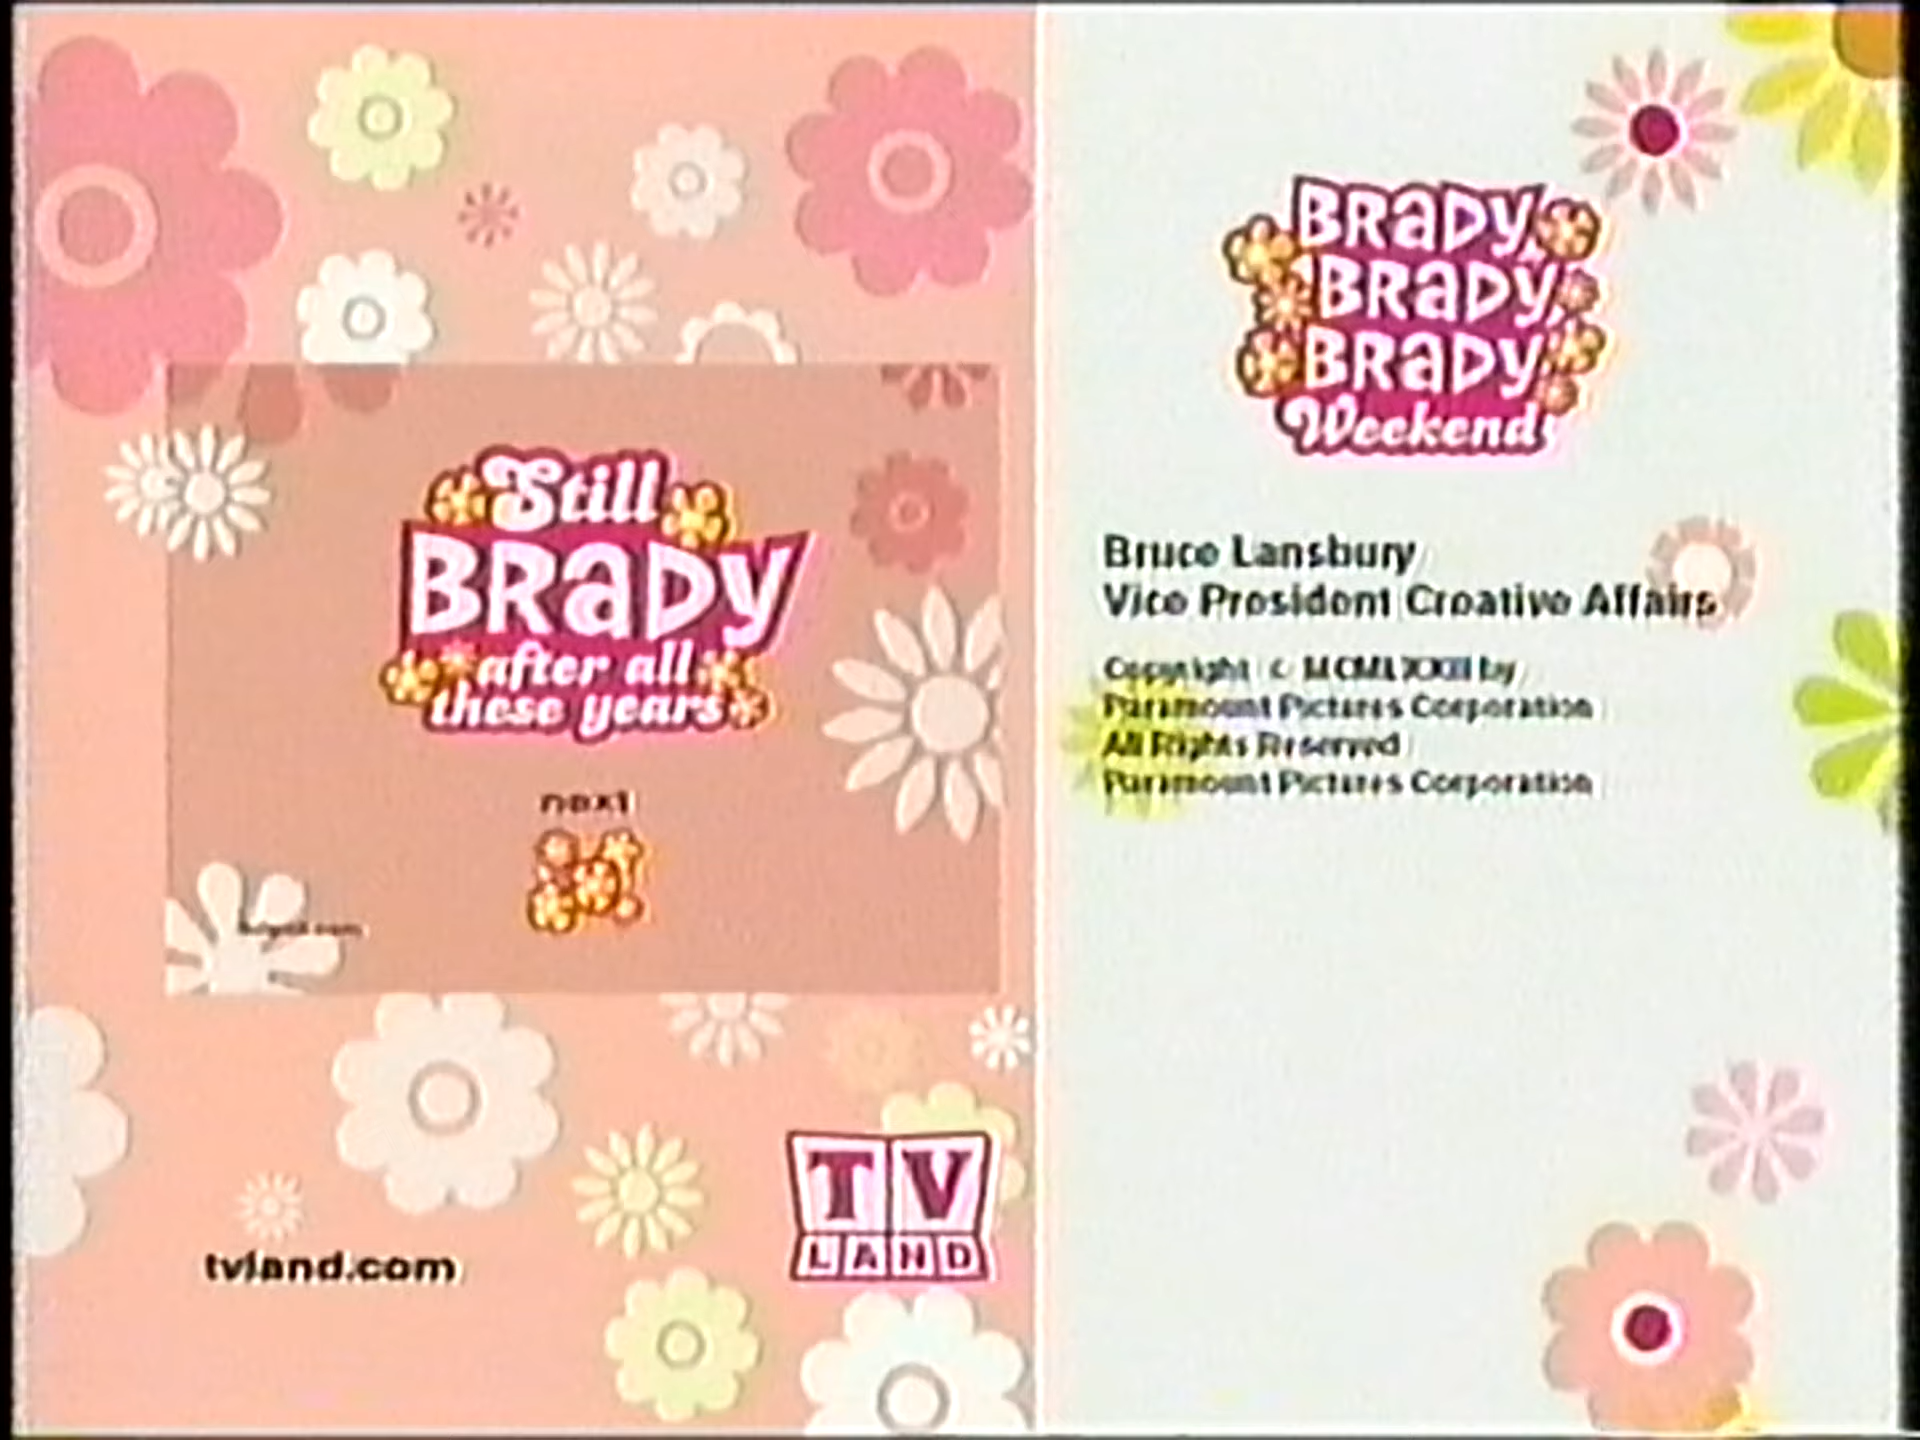 Still
BRADY
after all
these years
next
tvland.com
TV
LAND
BRADY,
BRADY,
BRADY
Weekend
Bruce Lansbury
Vice President Creative Affairs
Copyright © MCMLXXIII by
Paramount Pictures Corporation
All Rights Reserved
Paramount Pictures Corporation